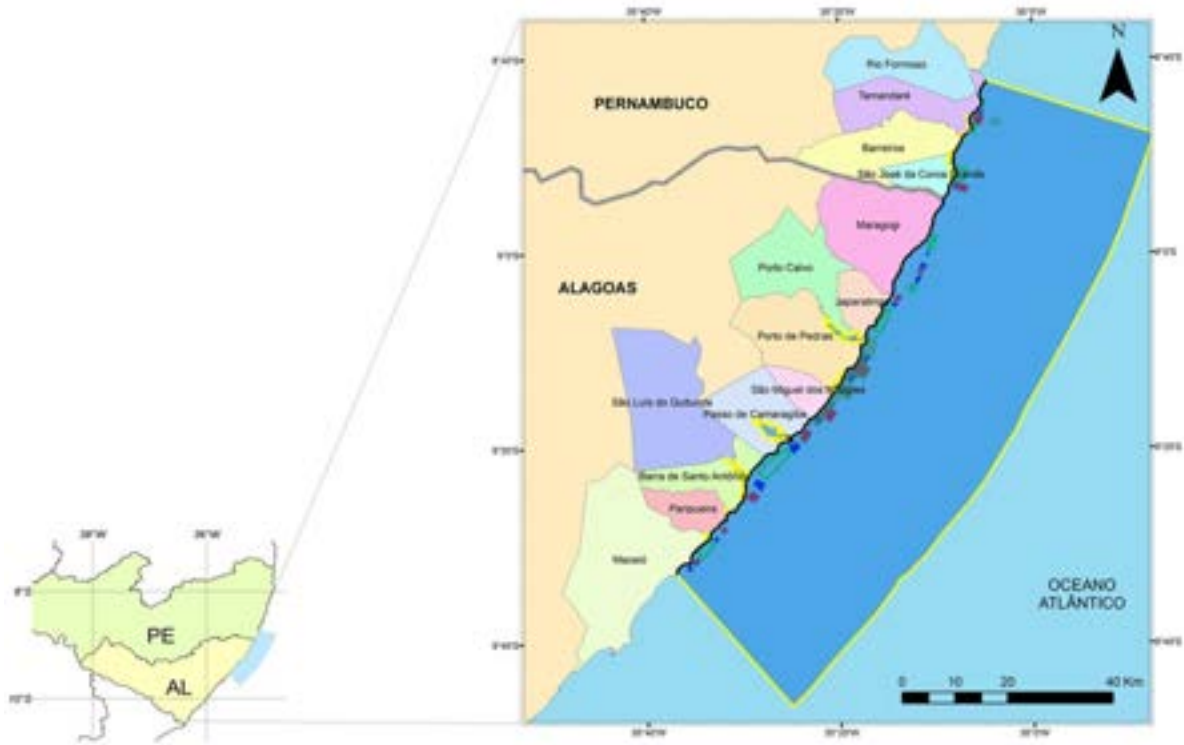 N
Rio Formoso
Tamandaré
PERNAMBUCO
Barreiros
São José da Coroa Grande
Maragogi
Porto Calvo
ALAGOAS
Japaratinga
Porto de Pedras
São Miguel dos Milagres
São Luís do Quitunde
Passo de Camaragibe
Barra de Santo Antônio
Paripueira
Maceió
OCEANO
ATLÂNTICO
0 10 20 40 Km
38°W 36°W
PE
AL